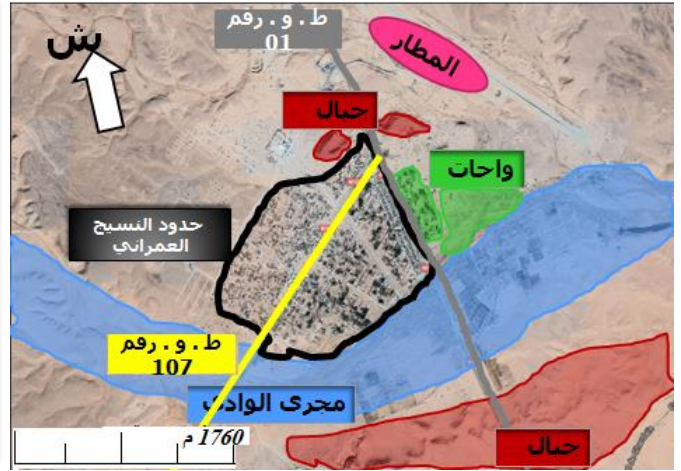 ط . و . رقم
01
ش
المطار
جبال
واحات
حدود النسيج
العمراني
ط . و . رقم
107
مجرى الوادي
1760 م
جبال